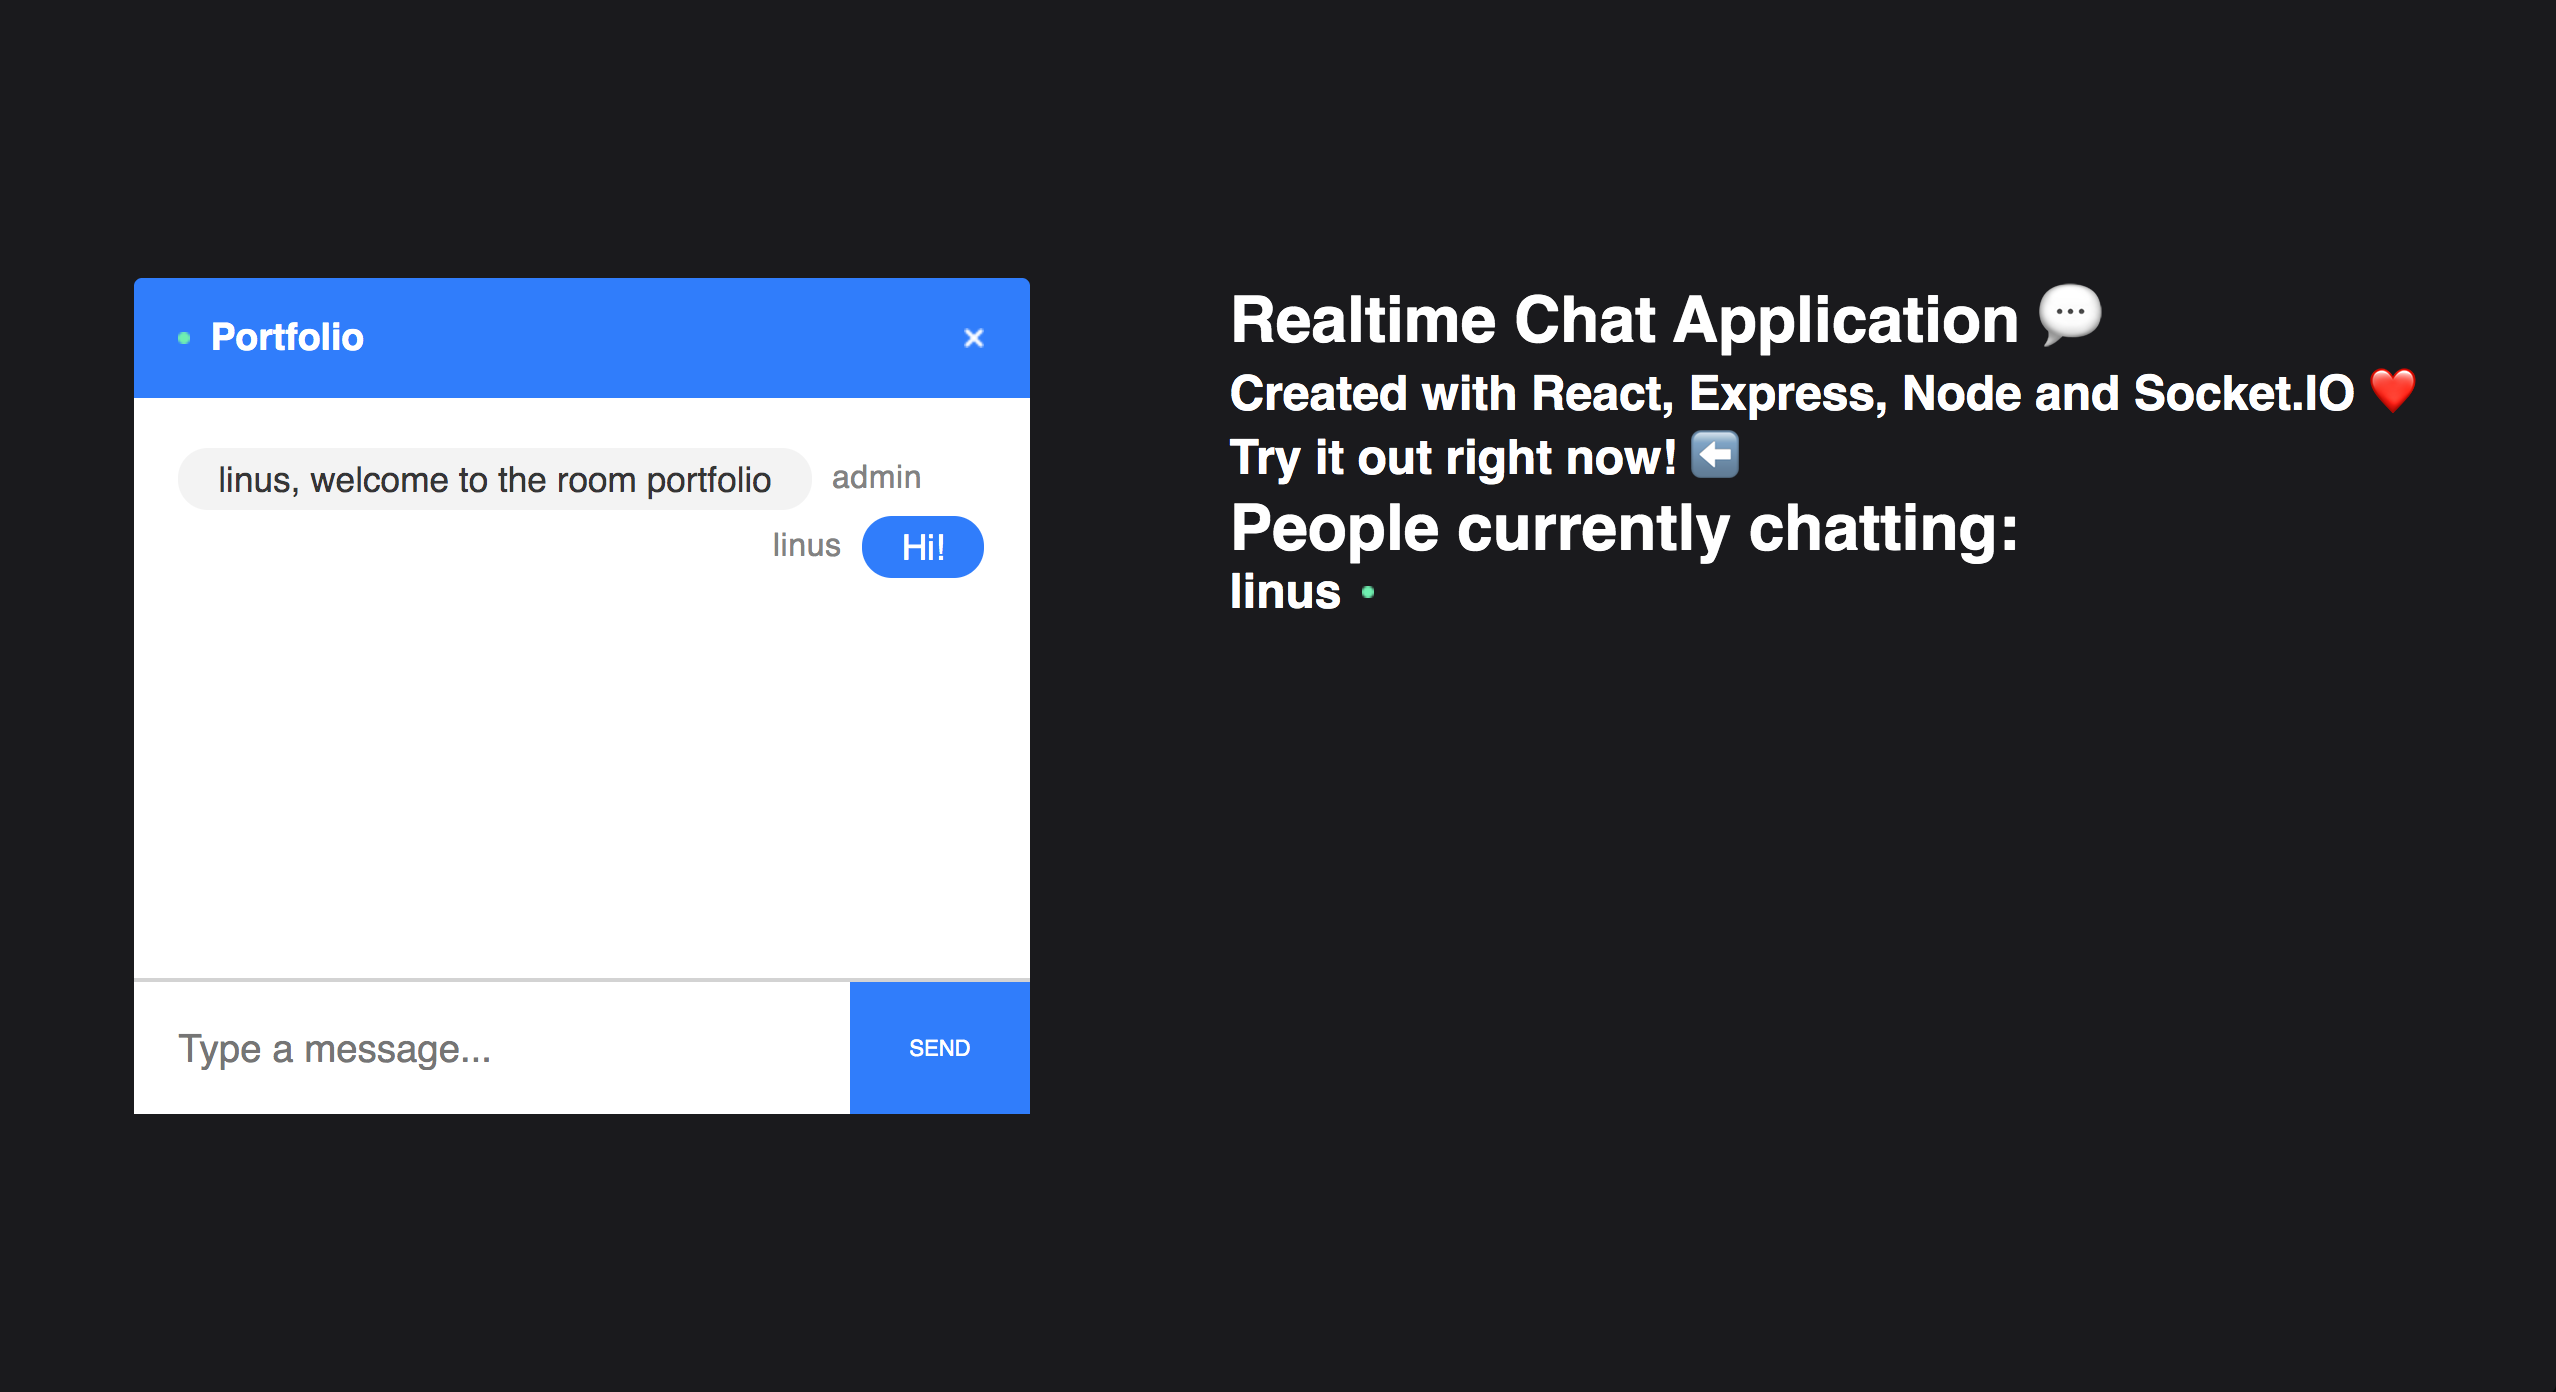 Portfolio
linus, welcome to the room portfolio admin
linus Hi!
Type a message...
SEND
Realtime Chat Application 💬
Created with React, Express, Node and Socket.IO ❤️
Try it out right now! ⬅️
People currently chatting:
linus